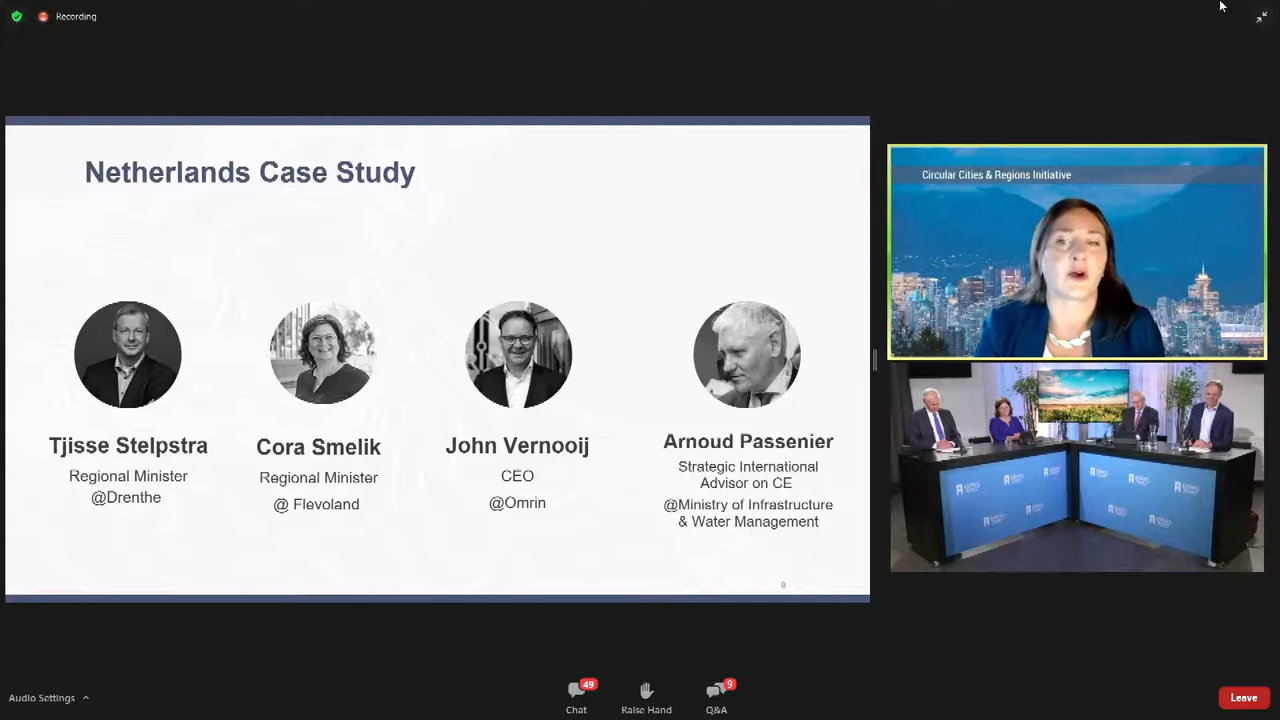 Recording
Netherlands Case Study
Tjisse Stelpstra
Regional Minister
@Drenthe
Cora Smelik
Regional Minister
@ Flevoland
John Vernooij
CEO
@Omrin
Arnoud Passenier
Strategic International
Advisor on CE
@Ministry of Infrastructure
& Water Management
9
Circular Cities & Regions Initiative
Audio Settings
49
Chat
Raise Hand
9
Q&A
Leave